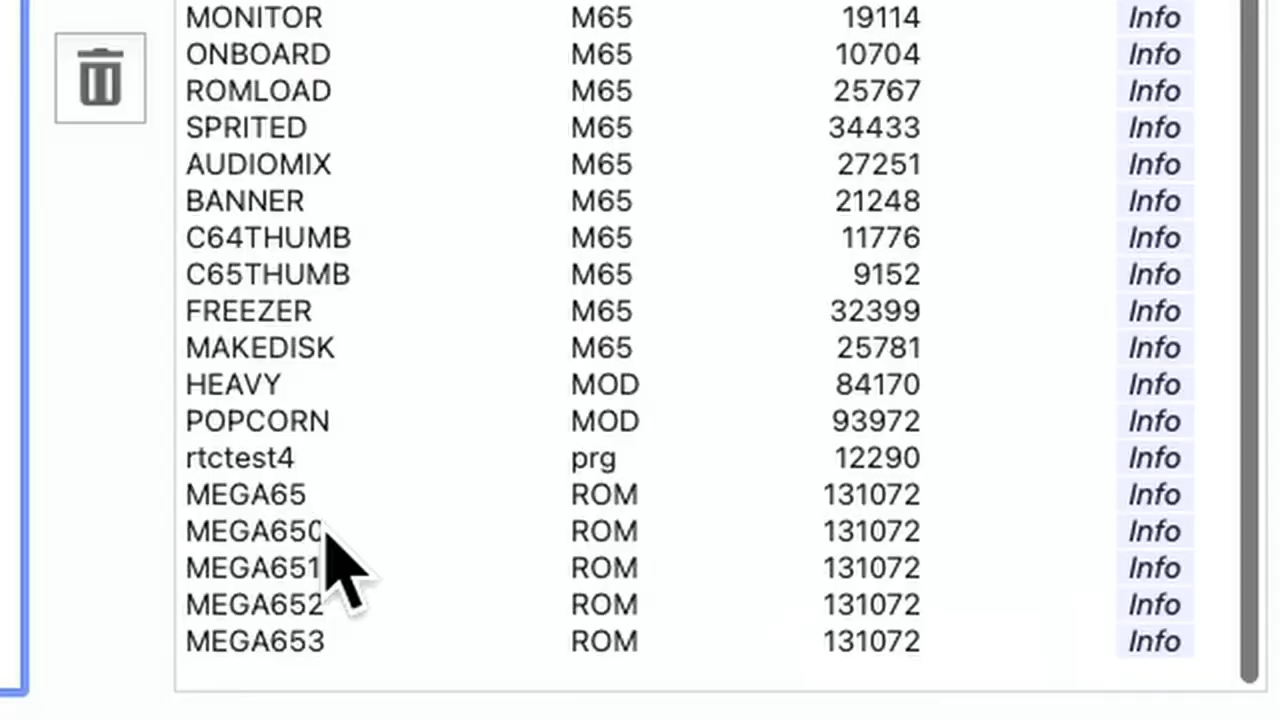 MONITOR M65 19114 Info
ONBOARD M65 10704 Info
ROMLOAD M65 25767 Info
SPRITED M65 34433 Info
AUDIOMIX M65 27251 Info
BANNER M65 21248 Info
C64THUMB M65 11776 Info
C65THUMB M65 9152 Info
FREEZER M65 32399 Info
MAKEDISK M65 25781 Info
HEAVY MOD 84170 Info
POPCORN MOD 93972 Info
rtctest4 prg 12290 Info
MEGA65 ROM 131072 Info
MEGA650 ROM 131072 Info
MEGA651 ROM 131072 Info
MEGA652 ROM 131072 Info
MEGA653 ROM 131072 Info